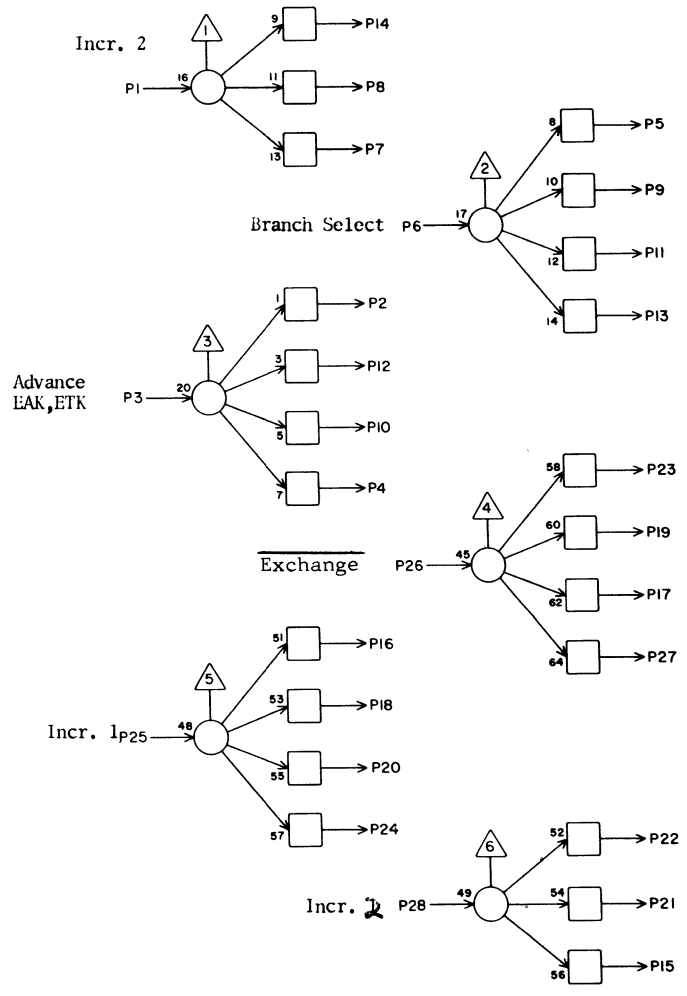 Incr. 2
1
P1
16
9
P14
11
P8
13
P7
Branch Select
P6
17
2
8
P5
10
P9
12
P11
14
P13
Advance
EAK,ETK
P3
20
3
1
P2
3
P12
5
P10
7
P4
Exchange
P26
45
4
58
P23
60
P19
62
P17
64
P27
Incr. 1
P25
48
5
51
P16
53
P18
55
P20
57
P24
Incr. 2
P28
49
6
52
P22
54
P21
56
P15